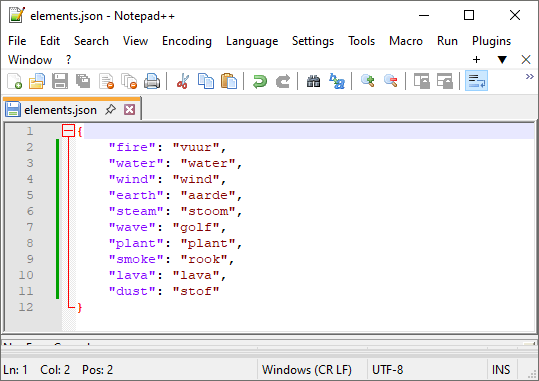 elements.json - Notepad++
File Edit Search View Encoding Language Settings Tools Macro Run Plugins
Window ? + ▼ X
elements.json
1 {
2 "fire": "vuur",
3 "water": "water",
4 "wind": "wind",
5 "earth": "aarde",
6 "steam": "stoom",
7 "wave": "golf",
8 "plant": "plant",
9 "smoke": "rook",
10 "lava": "lava",
11 "dust": "stof"
12 }
Ln: 1 Col: 2 Pos: 2 Windows (CR LF) UTF-8 INS